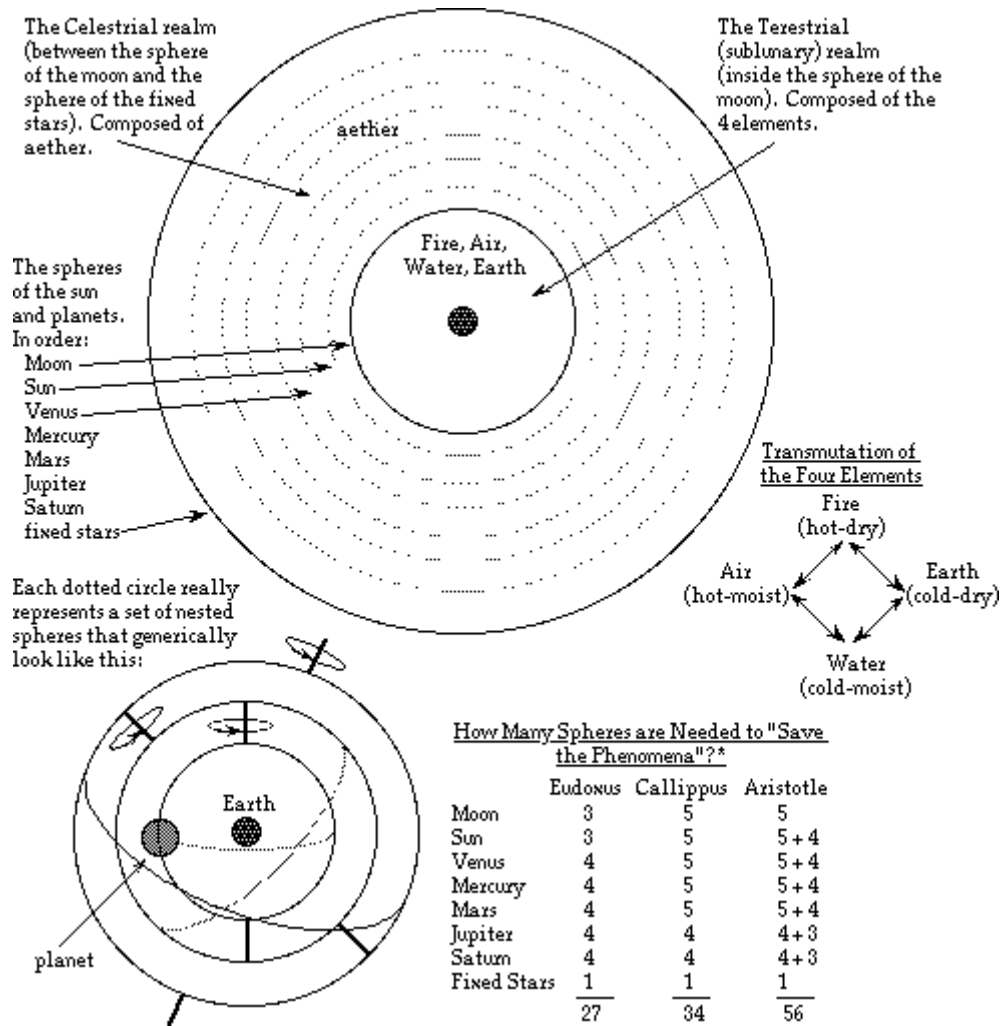 The Celestrial realm
(between the sphere
of the moon and the
sphere of the fixed
stars). Composed of
aether.
The Terestrial
(sublunary) realm
(inside the sphere of the
moon). Composed of the
4 elements.
aether
Fire, Air,
Water, Earth
The spheres
of the sun
and planets.
In order:
Moon
Sun
Venus
Mercury
Mars
Jupiter
Saturn
fixed stars
Transmutation of
the Four Elements
Fire
(hot-dry)
Air
(hot-moist)
Earth
(cold-dry)
Water
(cold-moist)
Each dotted circle really
represents a set of nested
spheres that generically
look like this:
Earth
planet
How Many Spheres are Needed to "Save
the Phenomena"?*
Eudoxus Callippus Aristotle
Moon 3 5 5
Sun 3 5 5 + 4
Venus 4 5 5 + 4
Mercury 4 5 5 + 4
Mars 4 5 5 + 4
Jupiter 4 4 4 + 3
Saturn 4 4 4 + 3
Fixed Stars 1 1 1
27 34 56